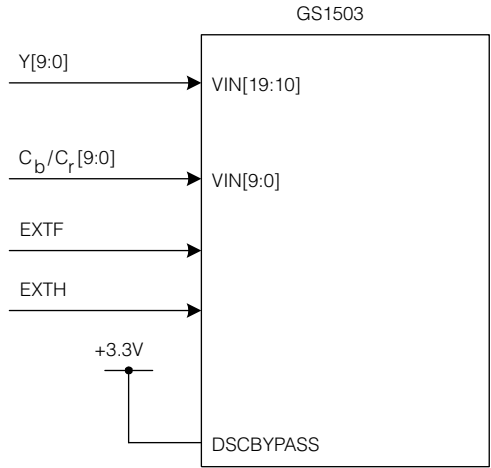 GS1503
Y[9:0]
VIN[19:10]
Cb/Cr[9:0]
VIN[9:0]
EXTF
EXTH
+3.3V
DSCBYPASS